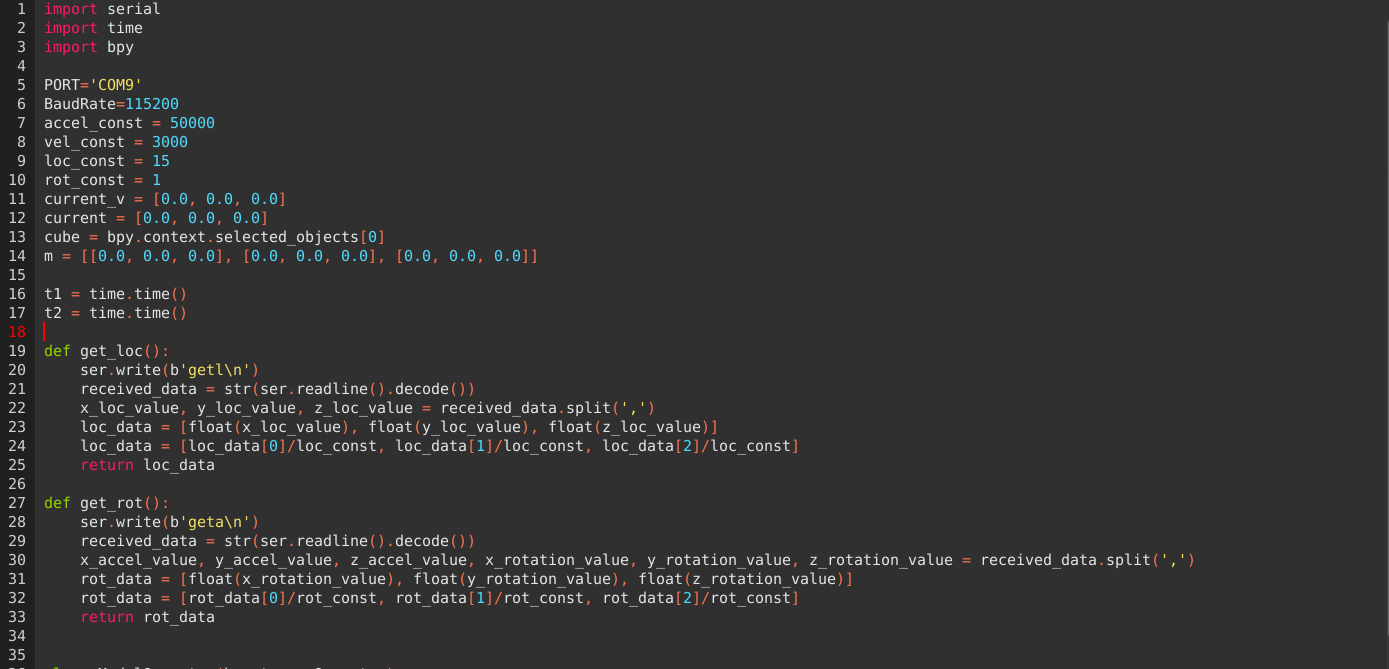 1 import serial
2 import time
3 import bpy
4
5 PORT='COM9'
6 BaudRate=115200
7 accel_const = 50000
8 vel_const = 3000
9 loc_const = 15
10 rot_const = 1
11 current_v = [0.0, 0.0, 0.0]
12 current = [0.0, 0.0, 0.0]
13 cube = bpy.context.selected_objects[0]
14 m = [[0.0, 0.0, 0.0], [0.0, 0.0, 0.0], [0.0, 0.0, 0.0]]
15
16 t1 = time.time()
17 t2 = time.time()
18
19 def get_loc():
20     ser.write(b'getl\n')
21     received_data = str(ser.readline().decode())
22     x_loc_value, y_loc_value, z_loc_value = received_data.split(',')
23     loc_data = [float(x_loc_value), float(y_loc_value), float(z_loc_value)]
24     loc_data = [loc_data[0]/loc_const, loc_data[1]/loc_const, loc_data[2]/loc_const]
25     return loc_data
26
27 def get_rot():
28     ser.write(b'geta\n')
29     received_data = str(ser.readline().decode())
30     x_accel_value, y_accel_value, z_accel_value, x_rotation_value, y_rotation_value, z_rotation_value = received_data.split(',')
31     rot_data = [float(x_rotation_value), float(y_rotation_value), float(z_rotation_value)]
32     rot_data = [rot_data[0]/rot_const, rot_data[1]/rot_const, rot_data[2]/rot_const]
33     return rot_data
34
35